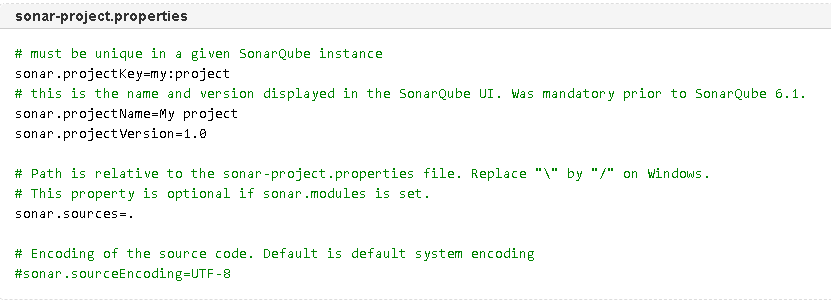 sonar-project.properties
# must be unique in a given SonarQube instance
sonar.projectKey=my:project
# this is the name and version displayed in the SonarQube UI. Was mandatory prior to SonarQube 6.1.
sonar.projectName=My project
sonar.projectVersion=1.0
# Path is relative to the sonar-project.properties file. Replace "\" by "/" on Windows.
# This property is optional if sonar.modules is set.
sonar.sources=.
# Encoding of the source code. Default is default system encoding
#sonar.sourceEncoding=UTF-8